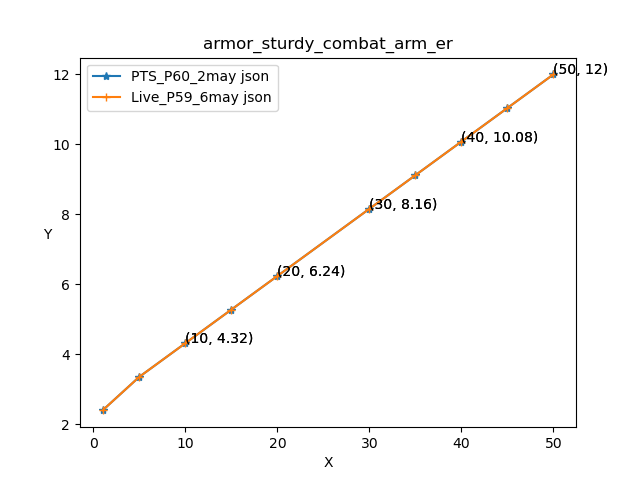 armor_sturdy_combat_arm_er
PTS_P60_2may json
Live_P59_6may json
(50, 12)
(40, 10.08)
(30, 8.16)
(20, 6.24)
(10, 4.32)
12
10
8
6
4
2
Y
0 10 20 30 40 50
X